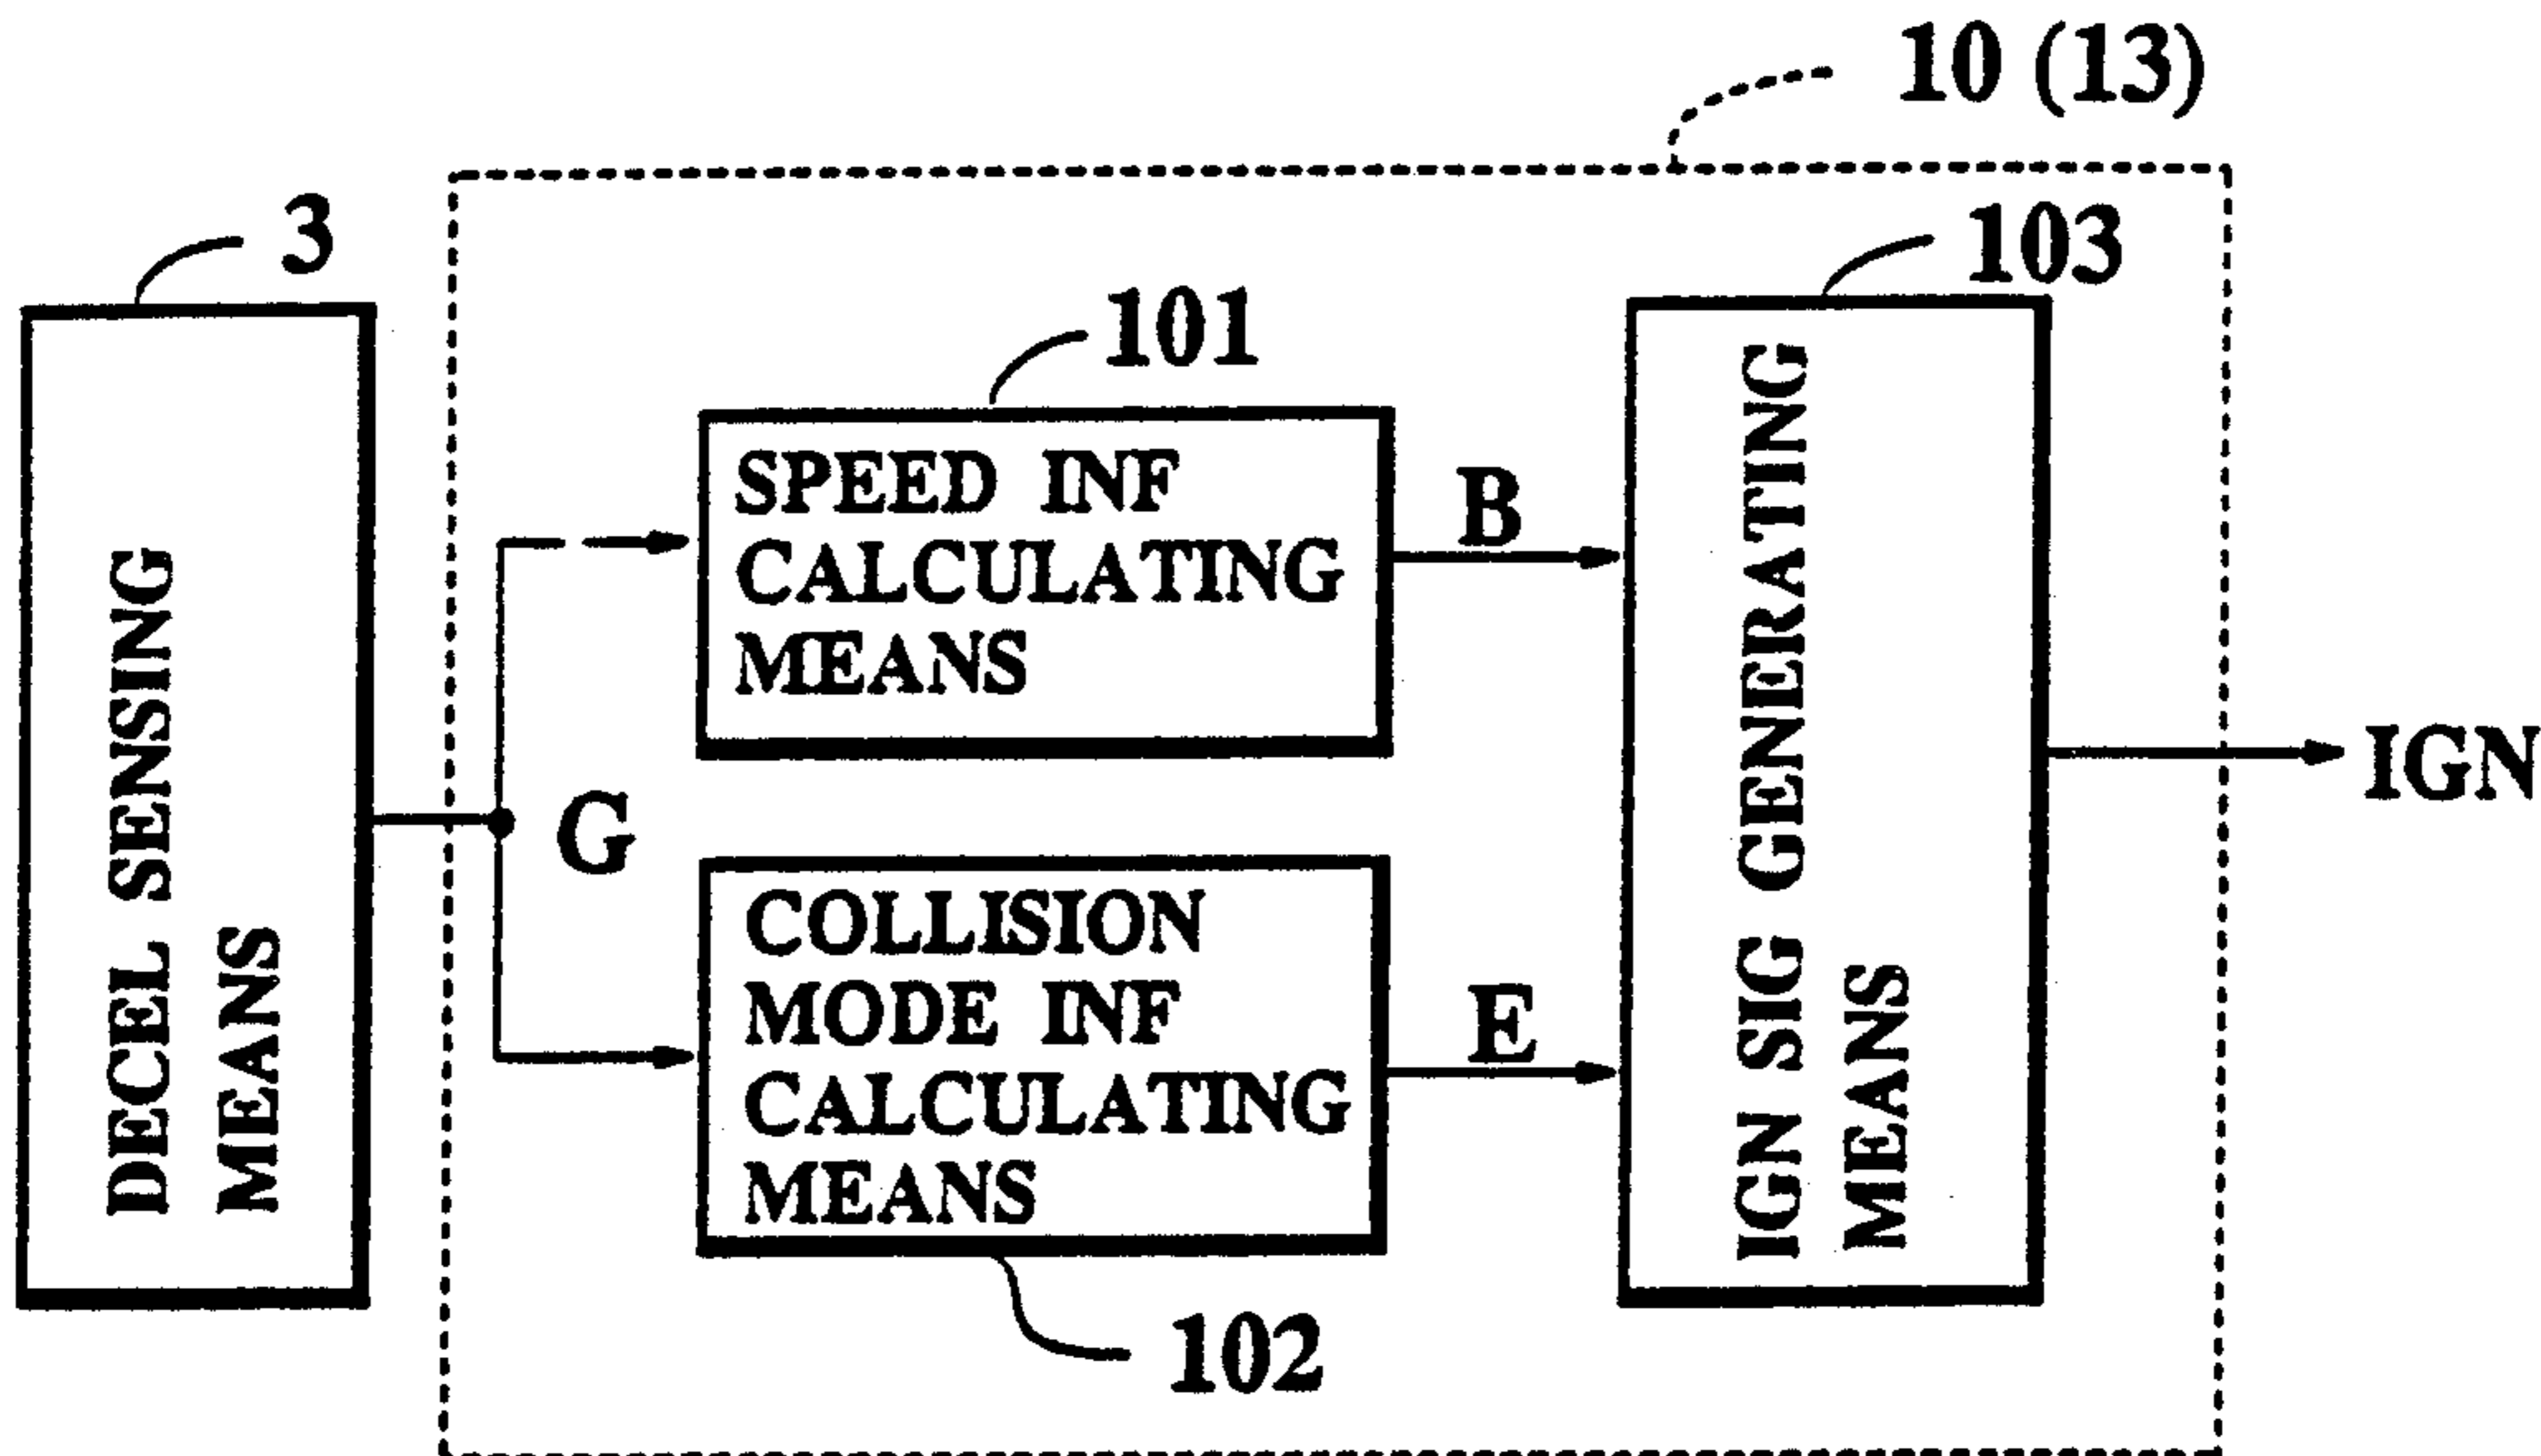 10 (13)
3
103
101
DECEL SENSING
MEANS
SPEED INF
CALCULATING
MEANS
B
G
COLLISION
MODE INF
CALCULATING
MEANS
E
102
IGN SIG GENERATING
MEANS
IGN